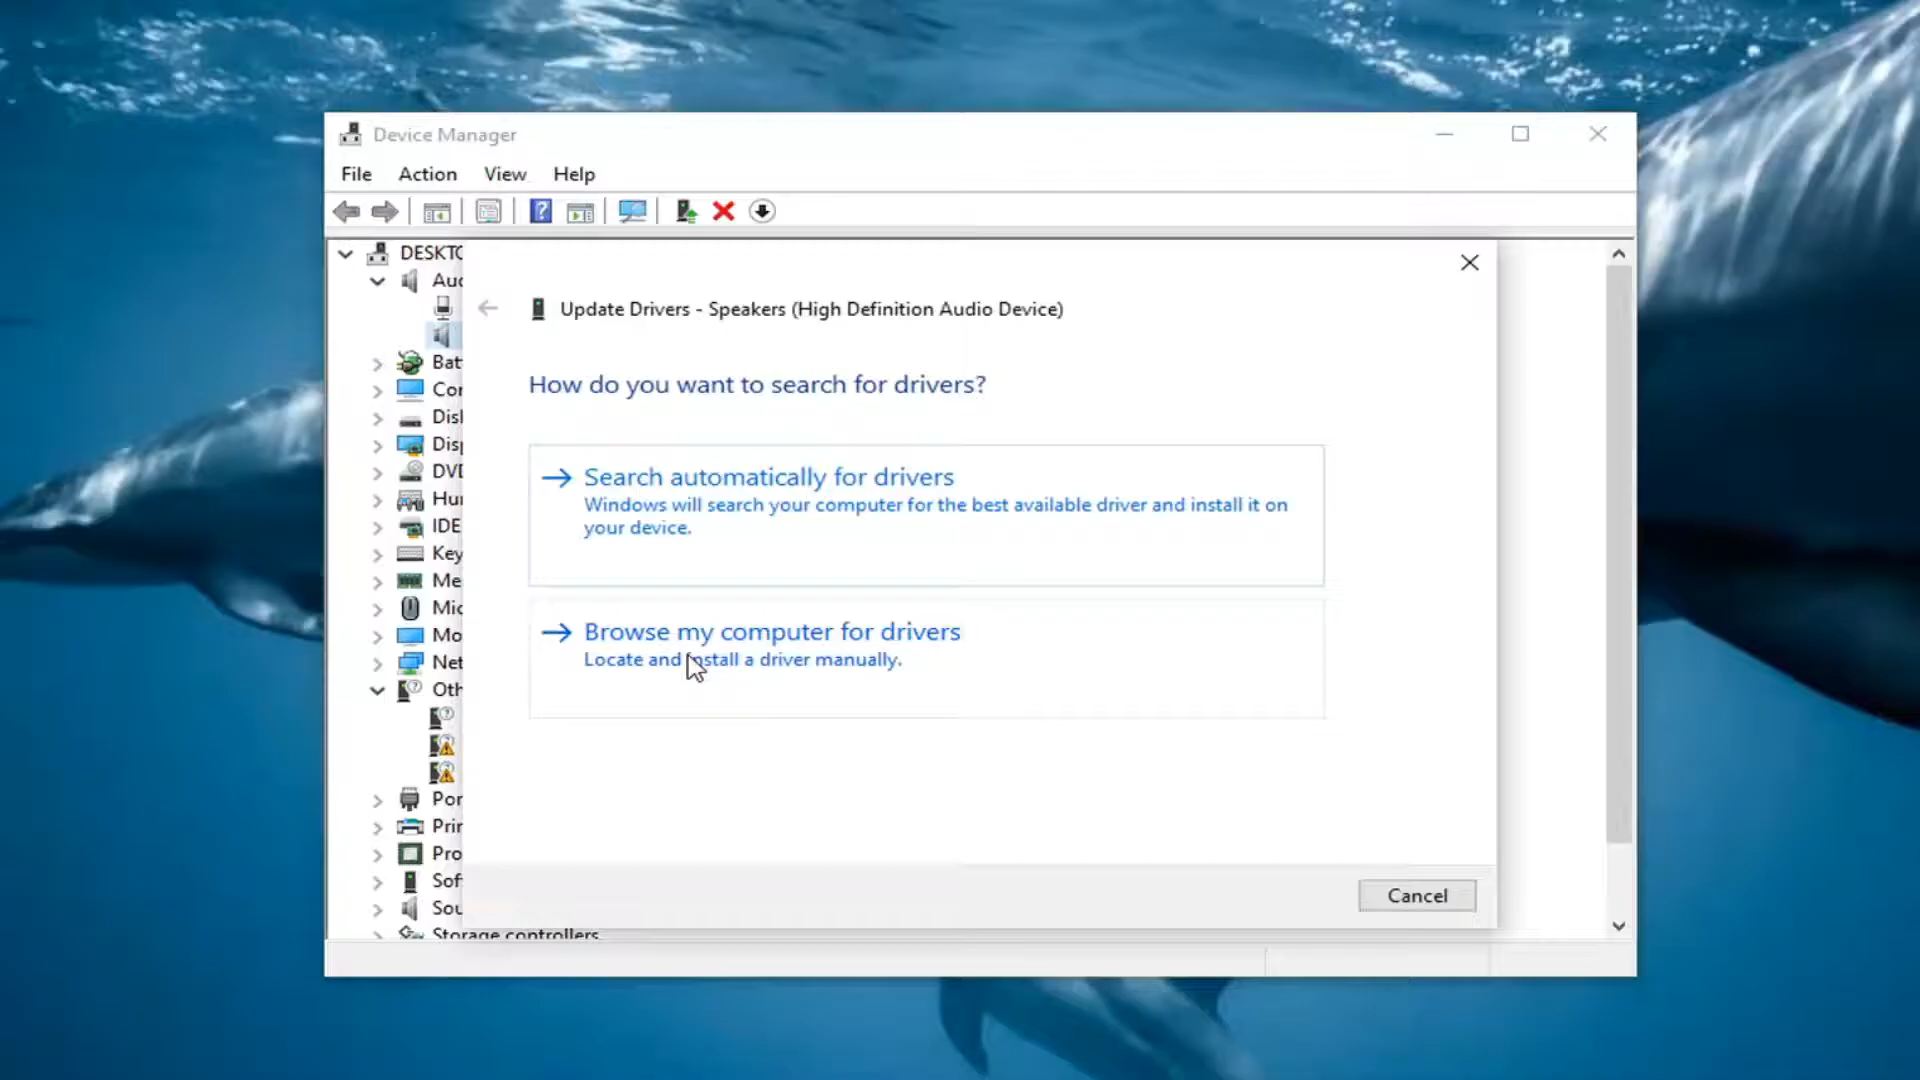 Device Manager
File Action View Help
DESKTO
Aud
Update Drivers - Speakers (High Definition Audio Device)
Bat
How do you want to search for drivers?
Cor
Disl
Disp
DVD
Search automatically for drivers
Windows will search your computer for the best available driver and install it on
your device.
Hur
IDE
Key
Me
Mic
Browse my computer for drivers
Mo
Locate and install a driver manually.
Net
Oth
Por
Prin
Pro
Sof
Cancel
Sou
Storage controllers